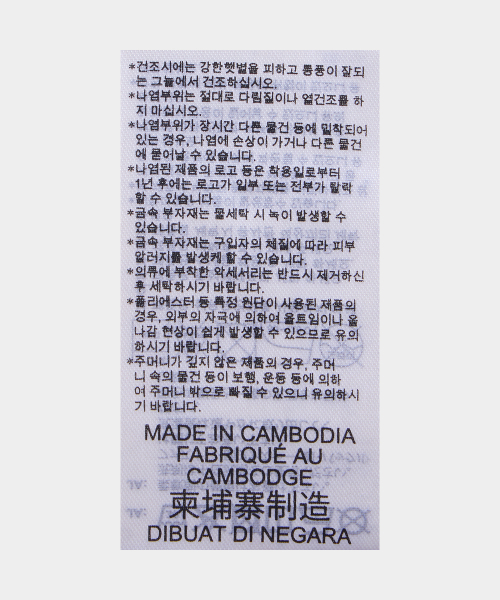 *건조시에는 강한햇볕을 피하고 통풍이 잘되
는 그늘에서 건조하십시오.
*나염부위는 절대로 다림질이나 열건조를 하
지 마십시오.
*나염부위가 장시간 다른 물건 등에 밀착되어
있는 경우, 나염에 손상이 가거나 다른 물건
에 묻어날 수 있습니다.
*나염된 제품의 로고 등은 착용일로부터
1년 후에는 로고가 일부 또는 전부가 탈락
할 수 있습니다.
*금속 부자재는 물세탁 시 녹이 발생할 수
있습니다.
*금속 부자재는 구입자의 체질에 따라 피부
알러지를 발생케 할 수 있습니다.
*의류에 부착한 악세서리는 반드시 제거하신
후 세탁하시기 바랍니다.
*폴리에스터 등 특정 원단이 사용된 제품의
경우, 외부의 자극에 의하여 올트임이나 올
나감 현상이 쉽게 발생할 수 있으므로 유의
하시기 바랍니다.
*주머니가 깊지 않은 제품의 경우, 주머
니 속의 물건 등이 보행, 운동 등에 의하
여 주머니 밖으로 빠질 수 있으니 유의하시
기 바랍니다.
MADE IN CAMBODIA
FABRIQUÉ AU
CAMBODGE
柬埔寨制造
DIBUAT DI NEGARA